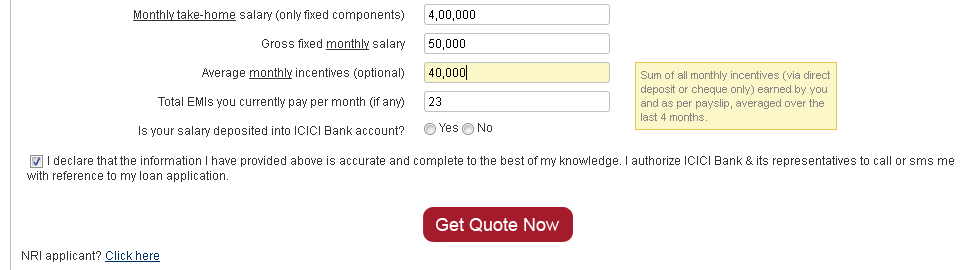 Monthly take-home salary (only fixed components) 4,00,000
Gross fixed monthly salary 50,000
Average monthly incentives (optional) 40,000
Sum of all monthly incentives (via direct
deposit or cheque only) earned by you
and as per payslip, averaged over the
last 4 months.
Total EMIs you currently pay per month (if any) 23
Is your salary deposited into ICICI Bank account? Yes No
I declare that the information I have provided above is accurate and complete to the best of my knowledge. I authorize ICICI Bank & its representatives to call or sms me
with reference to my loan application.
Get Quote Now
NRI applicant? Click here